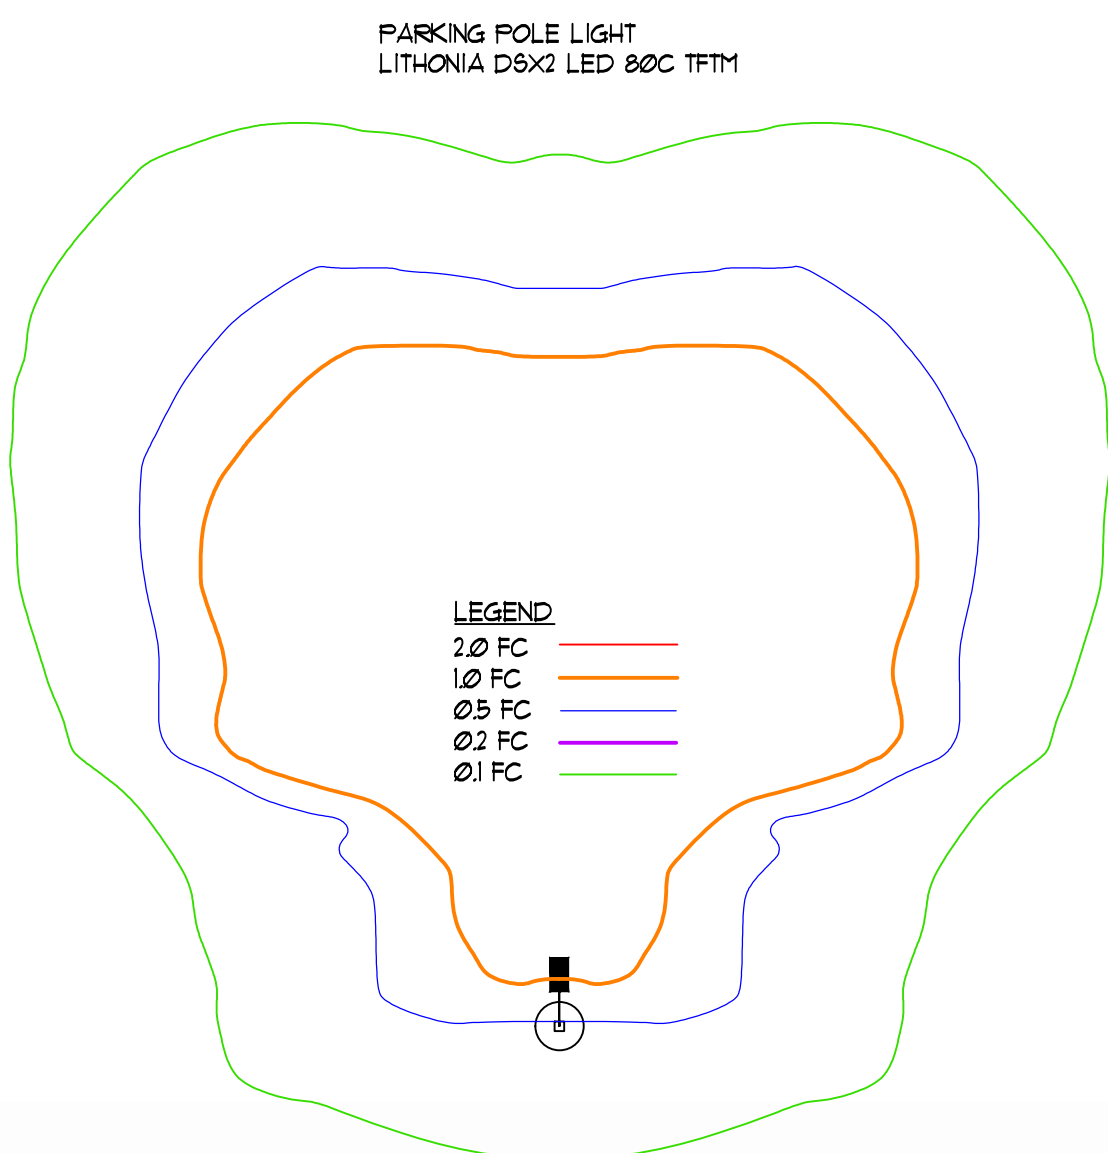 PARKING POLE LIGHT
LITHONIA DSX2 LED 80C TFTM
LEGEND
2.0 FC
1.0 FC
0.5 FC
0.2 FC
0.1 FC